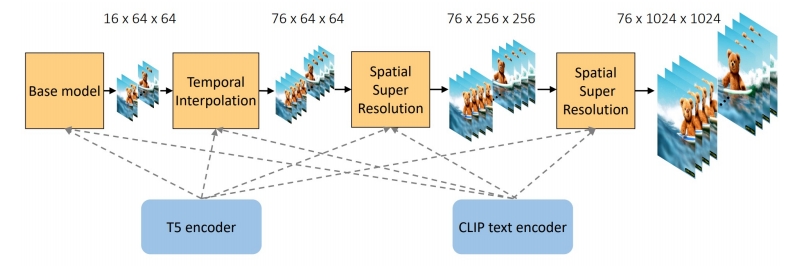 16 x 64 x 64
76 x 64 x 64
76 x 256 x 256
76 x 1024 x 1024
Base model
Temporal
Interpolation
Spatial
Super
Resolution
Spatial
Super
Resolution
T5 encoder
CLIP text encoder